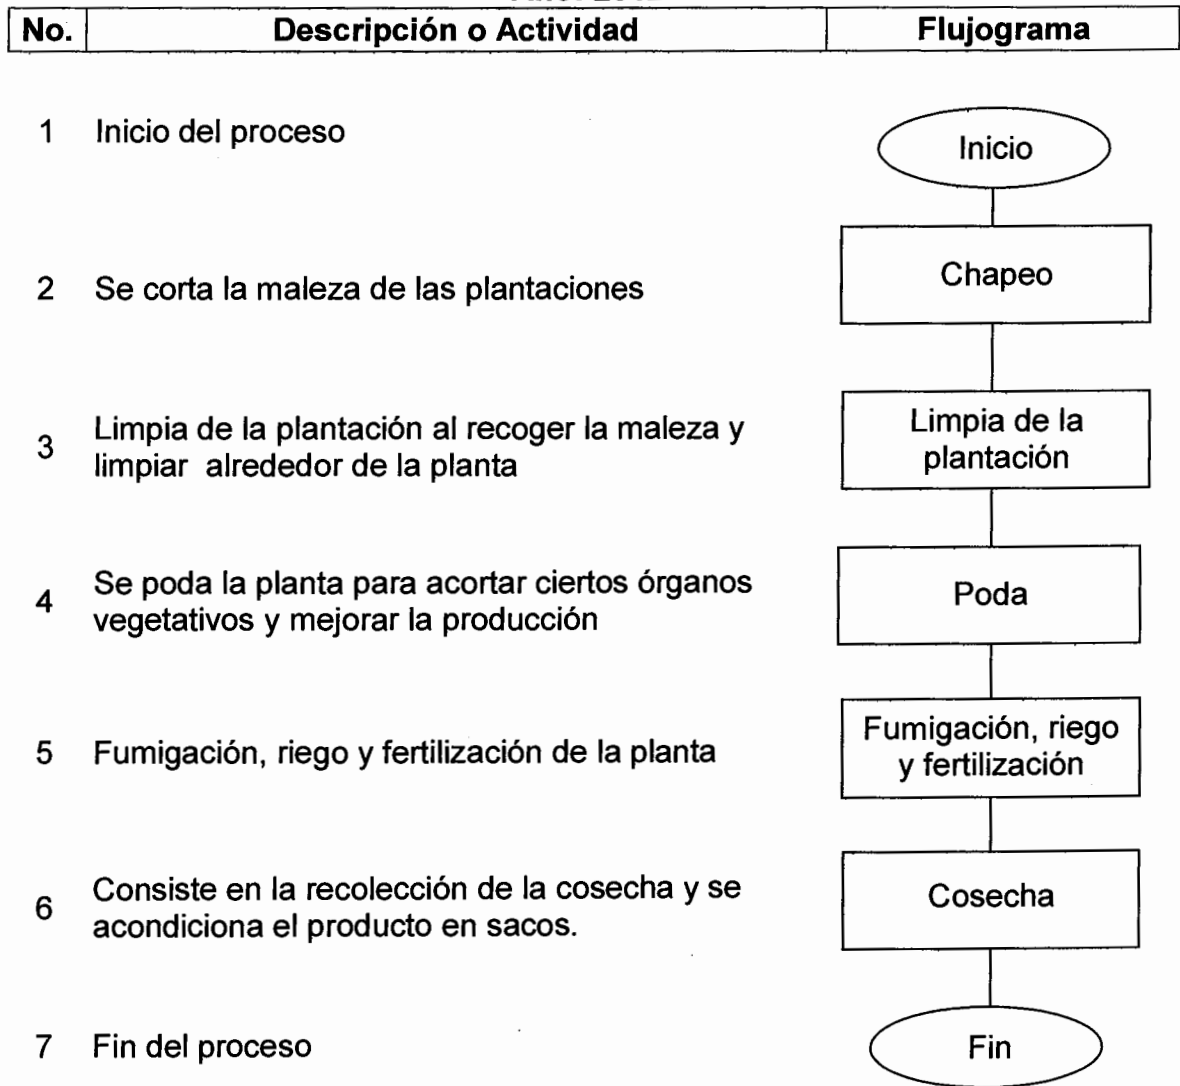 No. Descripción o Actividad Flujograma
1 Inicio del proceso Inicio
2 Se corta la maleza de las plantaciones Chapeo
3 Limpia de la plantación al recoger la maleza y
limpiar alrededor de la planta
Limpia de la
plantación
4 Se poda la planta para acortar ciertos órganos
vegetativos y mejorar la producción
Poda
5 Fumigación, riego y fertilización de la planta
Fumigación, riego
y fertilización
6 Consiste en la recolección de la cosecha y se
acondiciona el producto en sacos.
Cosecha
7 Fin del proceso Fin